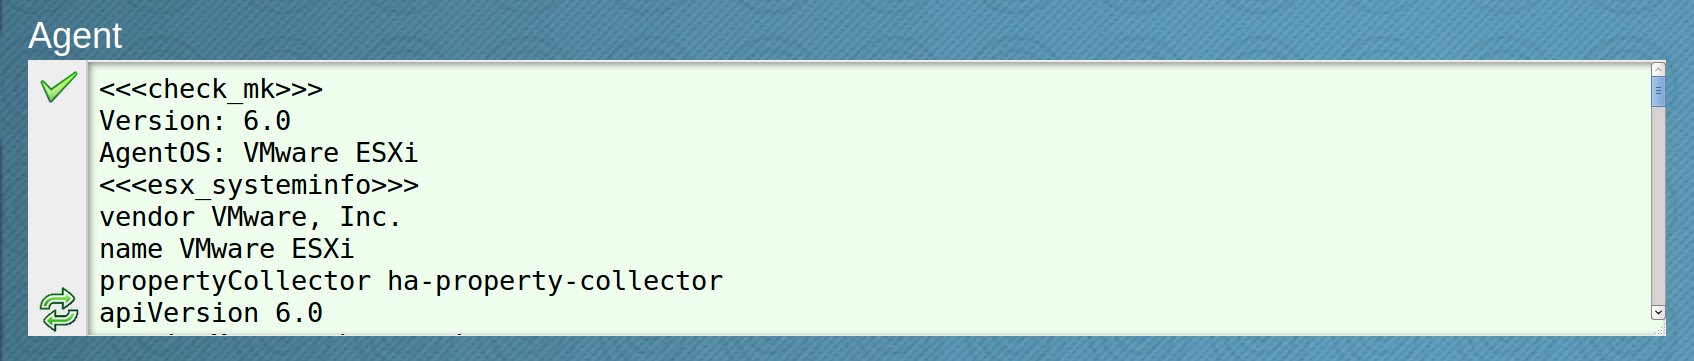 Agent
<<<check_mk>>>
Version: 6.0
AgentOS: VMware ESXi
<<<esx_systeminfo>>>
vendor VMware, Inc.
name VMware ESXi
propertyCollector ha-property-collector
apiVersion 6.0